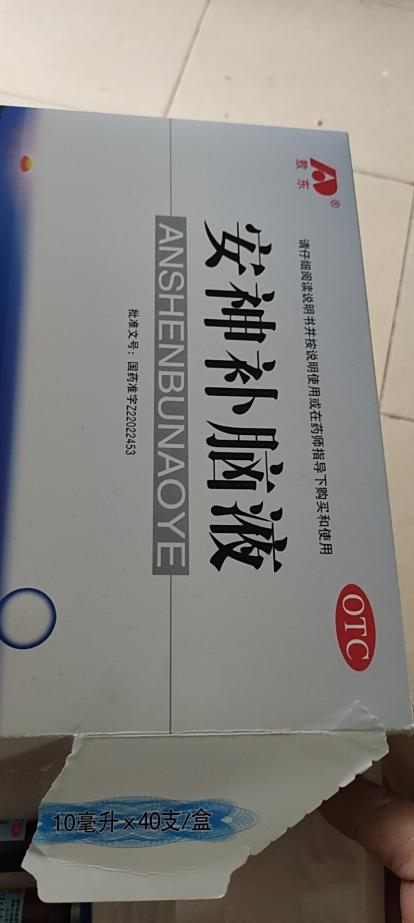 敖东
®
请仔细阅读说明书并按说明使用或在药师指导下购买和使用
安神补脑液
ANSHENBUNAOYE
批准文号：国药准字Z22022453
OTC
10毫升×40支/盒